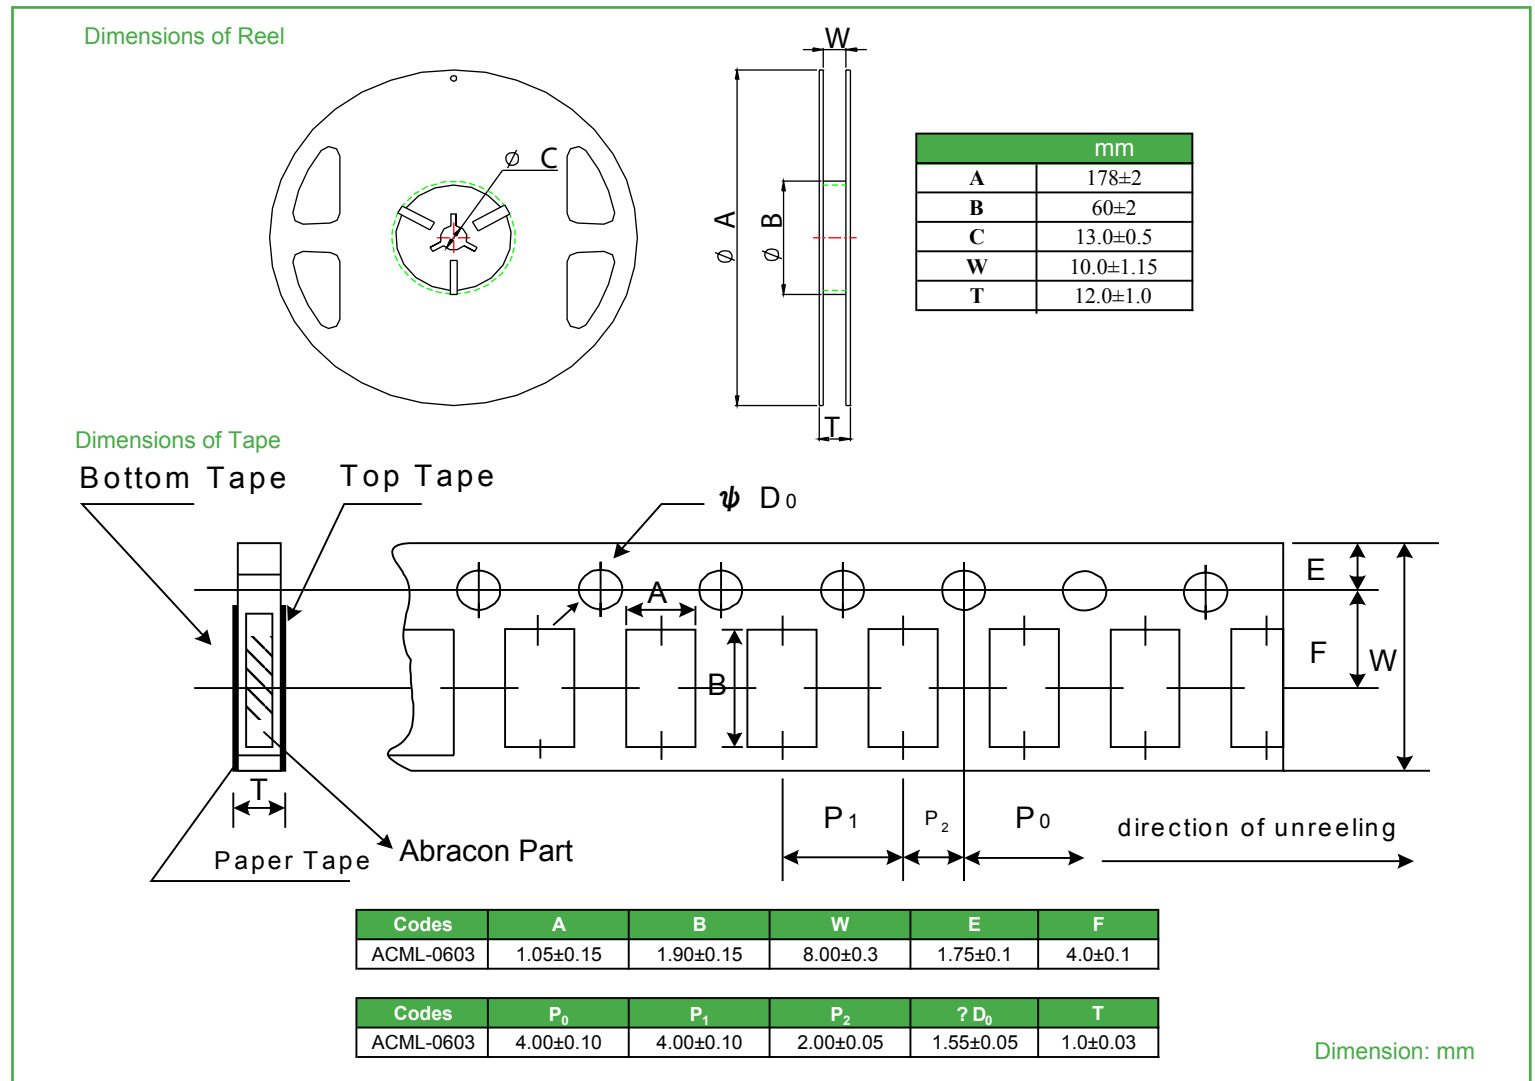 Dimensions of Reel
W
ø C
ø A
ø B
T
mm
A 178±2
B 60±2
C 13.0±0.5
W 10.0±1.15
T 12.0±1.0
Dimensions of Tape
Bottom Tape
Top Tape
ψ D0
A
B
E
F
W
T
P1
P2
P0
direction of unreeling
Paper Tape
Abracon Part
Codes A B W E F
ACML-0603 1.05±0.15 1.90±0.15 8.00±0.3 1.75±0.1 4.0±0.1
Codes P0 P1 P2 ? D0 T
ACML-0603 4.00±0.10 4.00±0.10 2.00±0.05 1.55±0.05 1.0±0.03
Dimension: mm